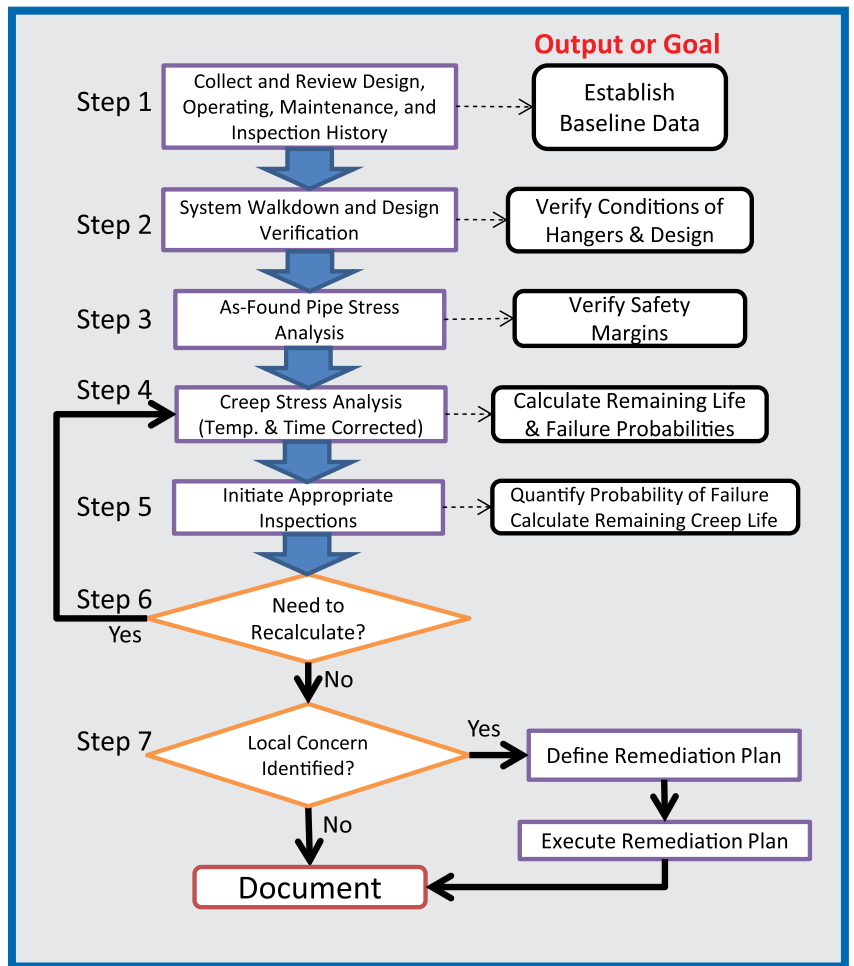 Output or Goal
Step 1
Collect and Review Design,
Operating, Maintenance, and
Inspection History
Establish
Baseline Data
Step 2
System Walkdown and Design
Verification
Verify Conditions of
Hangers & Design
Step 3
As-Found Pipe Stress
Analysis
Verify Safety
Margins
Step 4
Creep Stress Analysis
(Temp. & Time Corrected)
Calculate Remaining Life
& Failure Probabilities
Step 5
Initiate Appropriate
Inspections
Quantify Probability of Failure
Calculate Remaining Creep Life
Step 6
Need to
Recalculate?
Yes
No
Step 7
Local Concern
Identified?
Yes
Define Remediation Plan
No
Execute Remediation Plan
Document